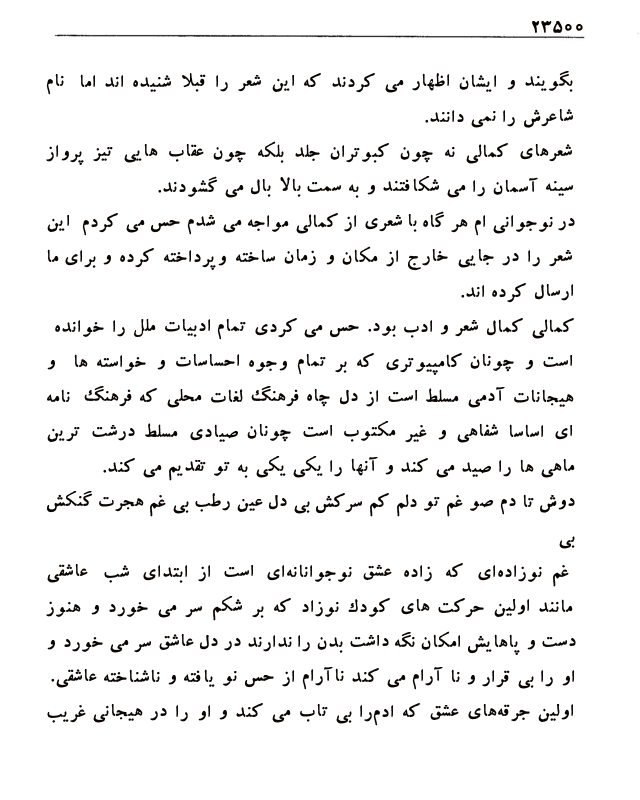 ۲۳۵۰۰
بگویند و ایشان اظهار می کردند که این شعر را قبلا شنیده اند اما نام
شاعرش را نمی دانند.
شعرهای کمالی نه چون کبوتران جلد بلکه چون عقاب هایی تیز پرواز
سینه آسمان را می شکافتند و به سمت بالا بال می گشودند.
در نوجوانی ام هر گاه با شعری از کمالی مواجه می شدم حس می کردم این
شعر را در جایی خارج از مکان و زمان ساخته و پرداخته کرده و برای ما
ارسال کرده اند.
کمالی کمال شعر و ادب بود. حس می کردی تمام ادبیات ملل را خوانده
است و چونان کامپیوتری که بر تمام وجوه احساسات و خواسته ها و
هیجانات آدمی مسلط است از دل چاه فرهنگ لغات محلی که فرهنگ نامه
ای اساسا شفاهی و غیر مکتوب است چونان صیادی مسلط درشت ترین
ماهی ها را صید می کند و آنها را یکی یکی به تو تقدیم می کند.
دوش تا دم صو غم تو دلم کم سرکش بی دل عین رطب بی غم هجرت گنکش
بی
غم نوزاده‌ای که زاده عشق نوجوانانه‌ای است از ابتدای شب عاشقی
مانند اولین حرکت های کودک نوزاد که بر شکم سر می خورد و هنوز
دست و پاهایش امکان نگه داشت بدن را ندارند در دل عاشق سر می خورد و
او را بی قرار و نا آرام می کند ناآرام از حس نو یافته و ناشناخته عاشقی.
اولین جرقه‌های عشق که ادم‌را بی تاب می کند و او را در هیجانی غریب